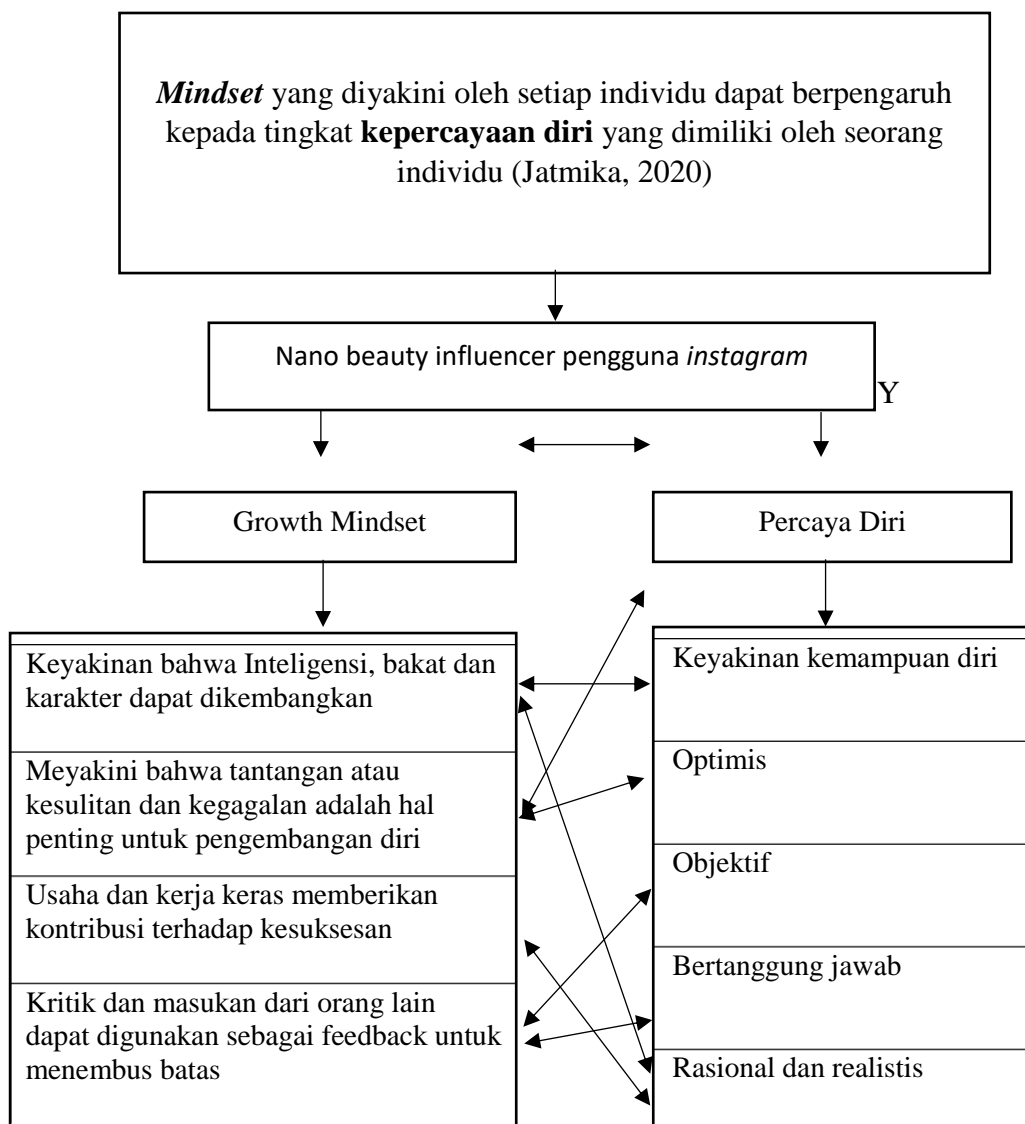 Mindset yang diyakini oleh setiap individu dapat berpengaruh
kepada tingkat kepercayaan diri yang dimiliki oleh seorang
individu (Jatmika, 2020)
Nano beauty influencer pengguna instagram
Y
Growth Mindset
Percaya Diri
Keyakinan bahwa Inteligensi, bakat dan
karakter dapat dikembangkan
Meyakini bahwa tantangan atau
kesulitan dan kegagalan adalah hal
penting untuk pengembangan diri
Usaha dan kerja keras memberikan
kontribusi terhadap kesuksesan
Kritik dan masukan dari orang lain
dapat digunakan sebagai feedback untuk
menembus batas
Keyakinan kemampuan diri
Optimis
Objektif
Bertanggung jawab
Rasional dan realistis